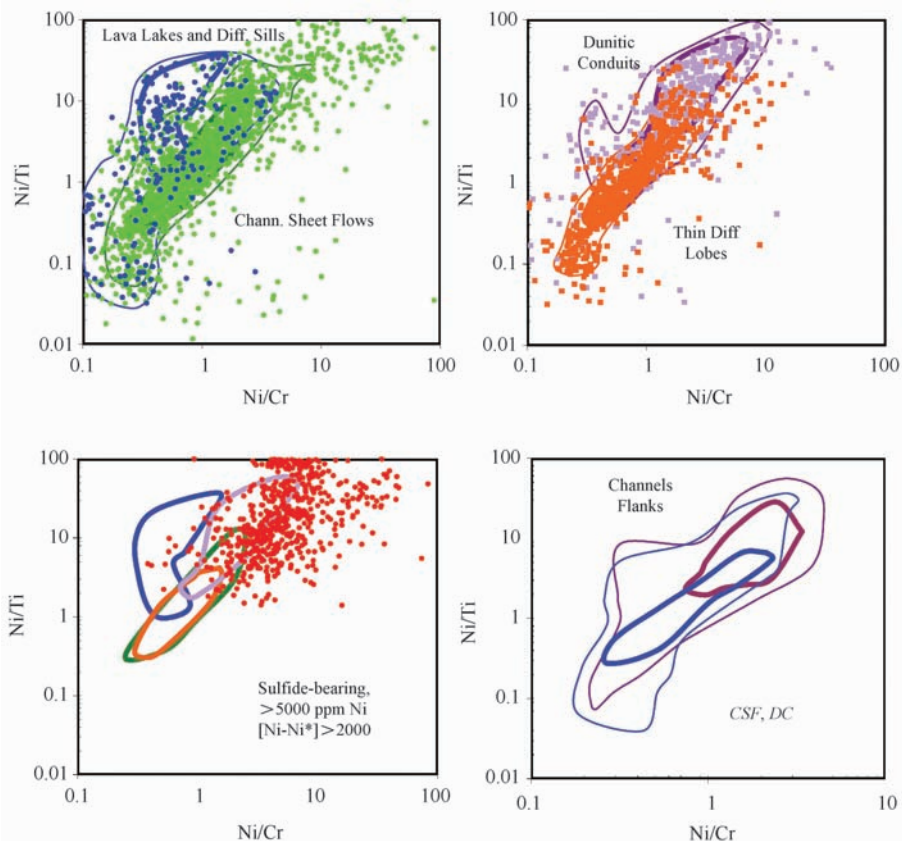 100
10
1
0.1
0.01
Ni/Ti
Lava Lakes and Diff. Sills
Chann. Sheet Flows
0.1
1
10
100
Ni/Cr
100
10
1
0.1
0.01
Ni/Ti
Dunitic
Conduits
Thin Diff
Lobes
0.1
1
10
100
Ni/Cr
100
10
1
0.1
0.01
Ni/Ti
Sulfide-bearing,
>5000 ppm Ni
[Ni-Ni*]>2000
0.1
1
10
100
Ni/Cr
100
10
1
0.1
0.01
Ni/Ti
Channels
Flanks
CSF, DC
0.1
1
10
Ni/Cr